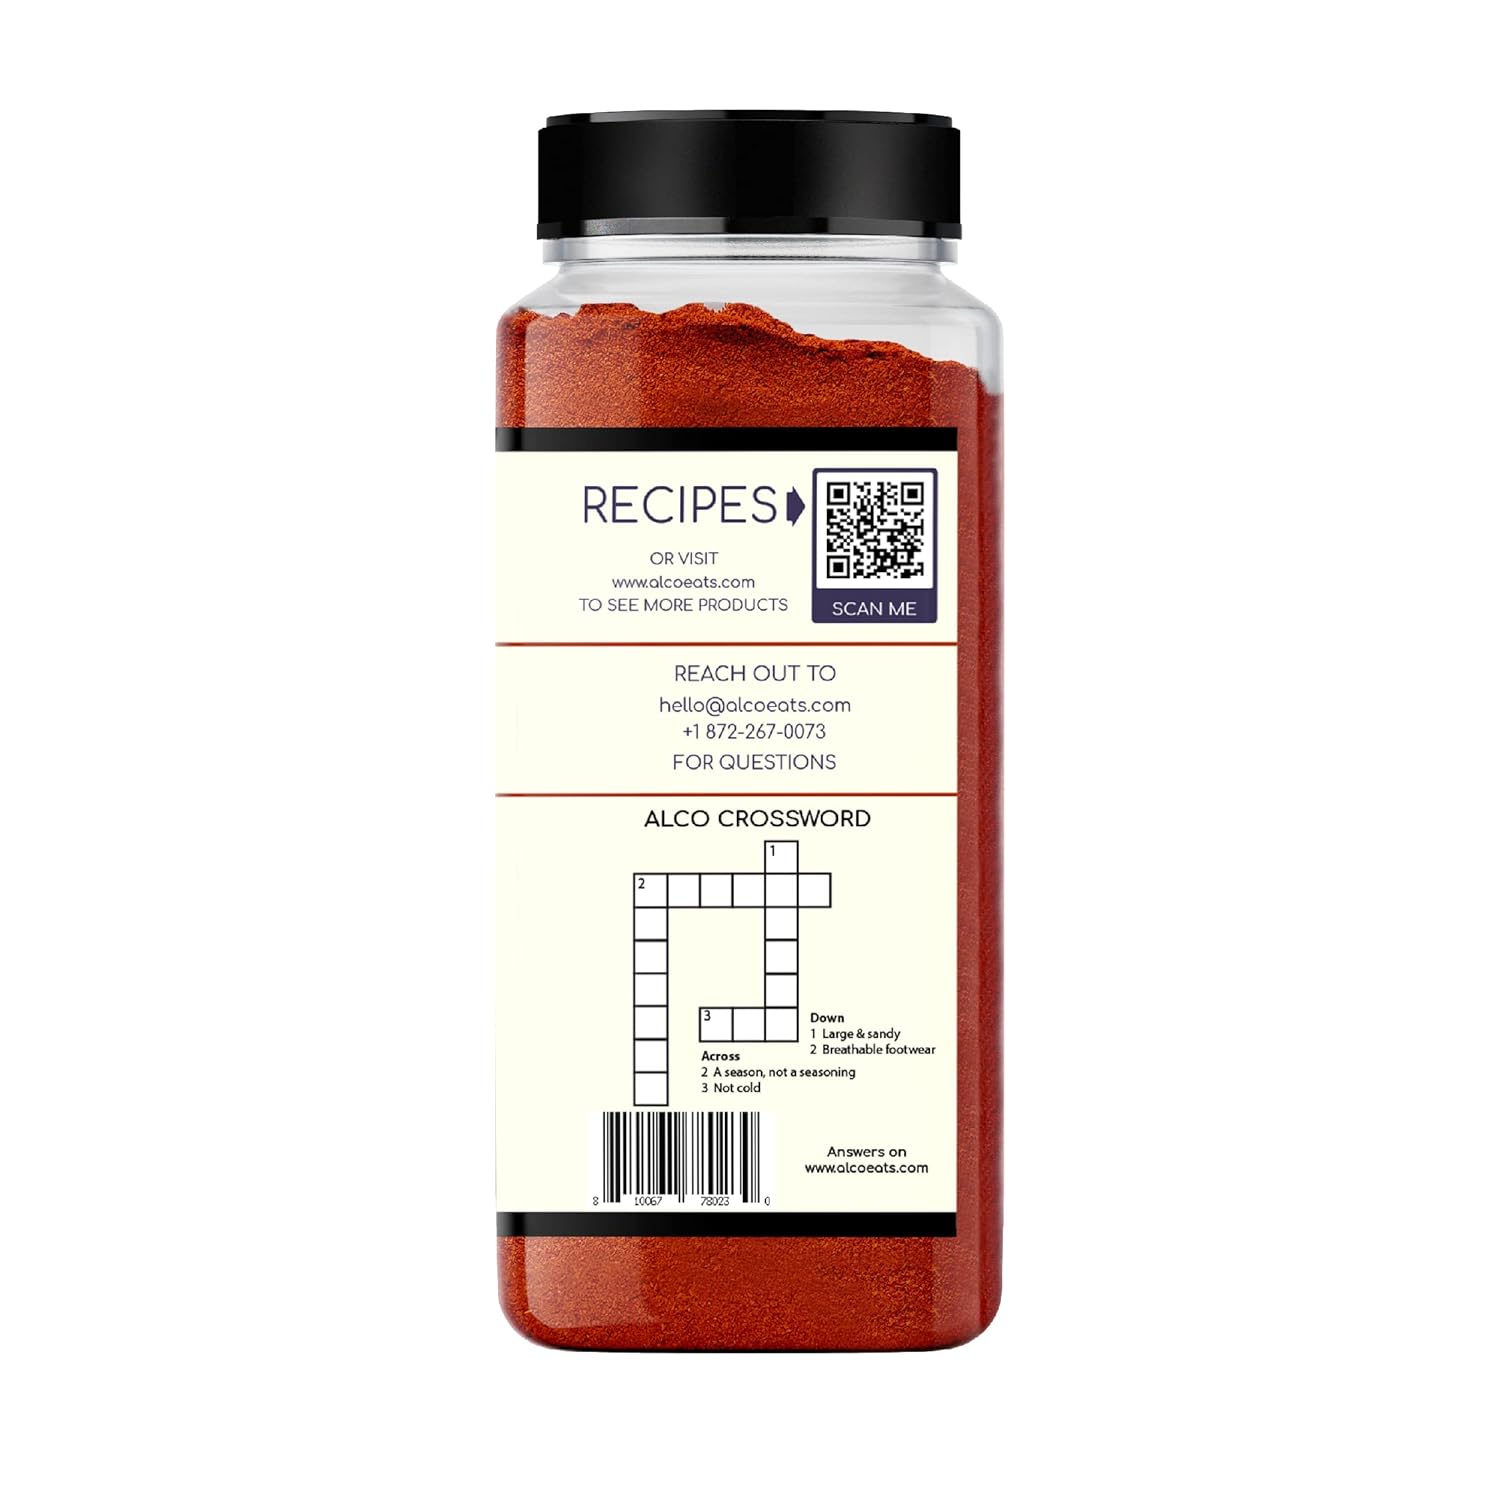 RECIPES
OR VISIT
www.alcoeats.com
TO SEE MORE PRODUCTS
SCAN ME
REACH OUT TO
hello@alcoeats.com
+1 872-267-0073
FOR QUESTIONS
ALCO CROSSWORD
1
2
3
Down
1 Large & sandy
2 Breathable footwear
Across
2 A season, not a seasoning
3 Not cold
Answers on
www.alcoeats.com
8 10067 78023 0